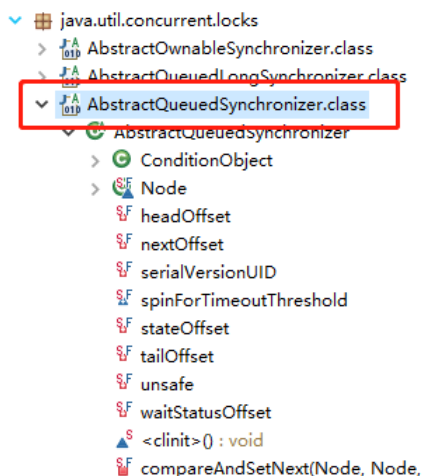 java.util.concurrent.locks
AbstractOwnableSynchronizer.class
AbstractQueuedLongSynchronizer.class
AbstractQueuedSynchronizer.class
AbstractQueuedSynchronizer
ConditionObject
Node
headOffset
nextOffset
serialVersionUID
spinForTimeoutThreshold
stateOffset
tailOffset
unsafe
waitStatusOffset
<clinit>() : void
compareAndSetNext(Node, Node,